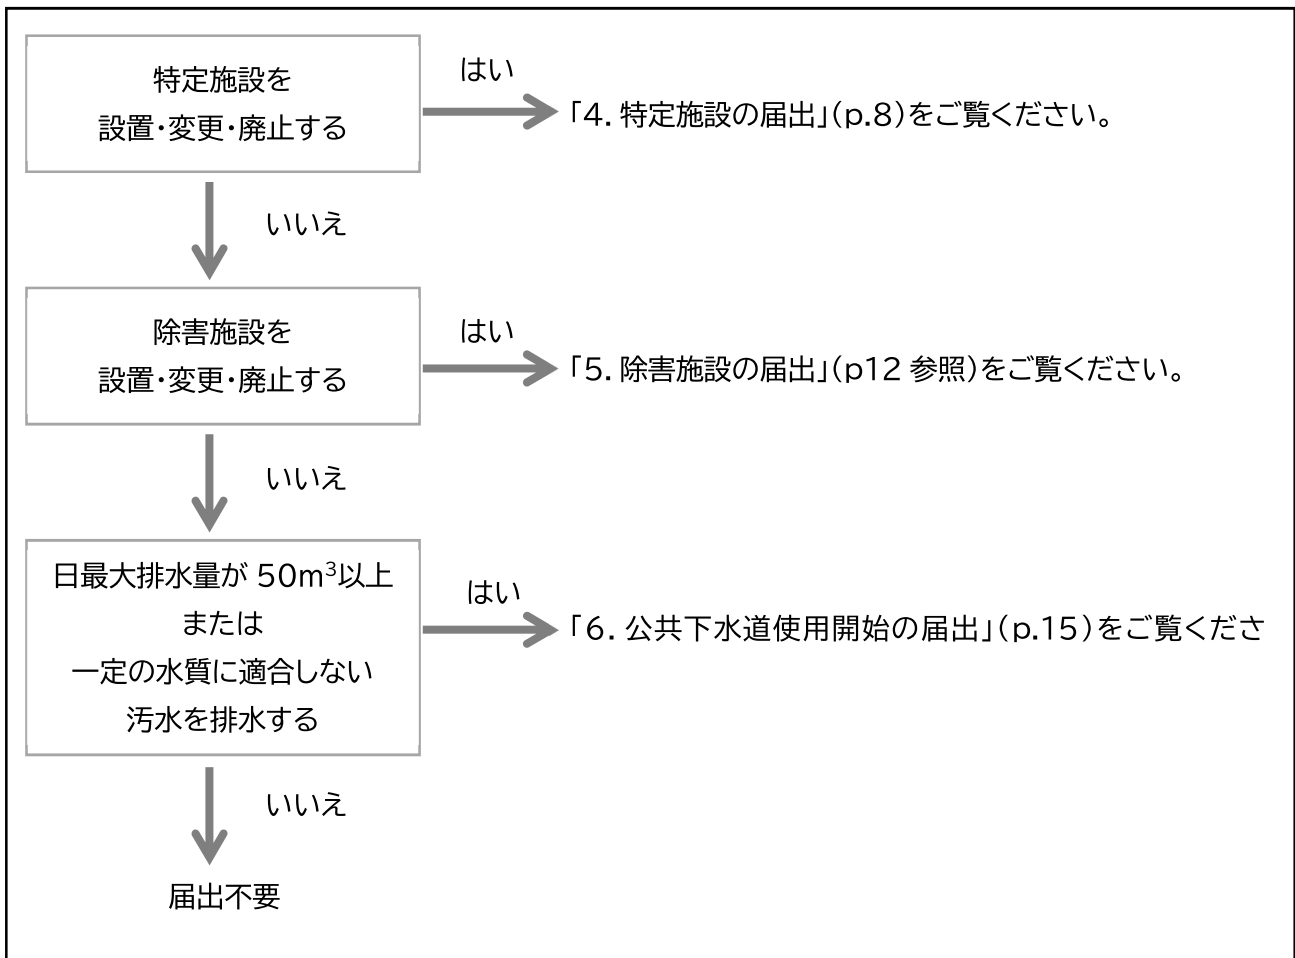 特定施設を
設置・変更・廃止する
はい
「4．特定施設の届出」（p.8）をご覧ください。
いいえ
除害施設を
設置・変更・廃止する
はい
「5．除害施設の届出」（p12 参照）をご覧ください。
いいえ
日最大排水量が 50m³以上
または
一定の水質に適合しない
汚水を排水する
はい
「6．公共下水道使用開始の届出」（p.15）をご覧くださ
いいえ
届出不要